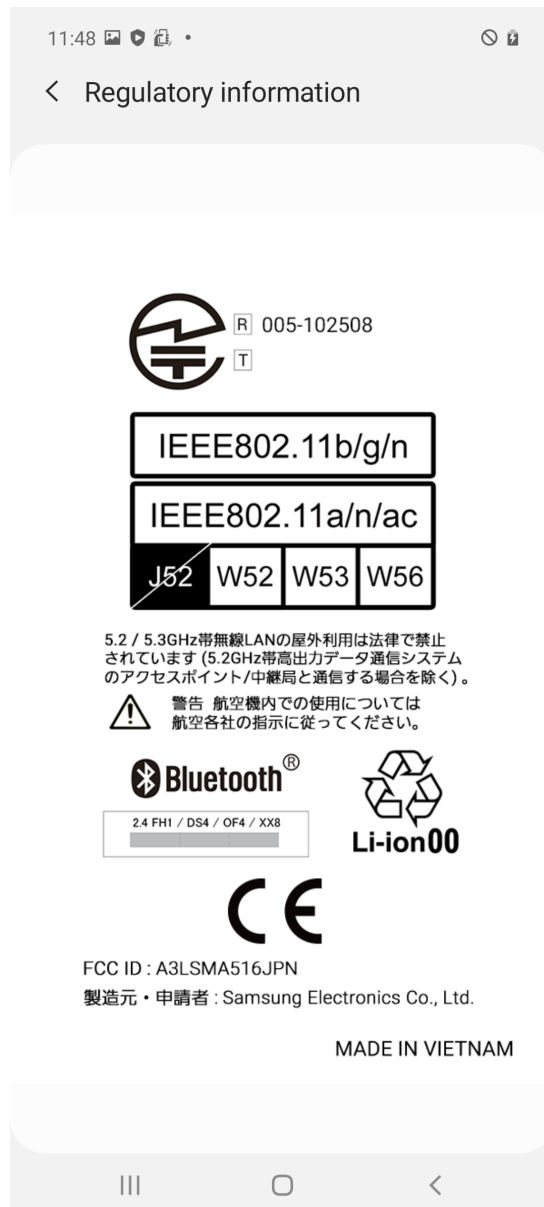 11:48
Regulatory information
R 005-102508
T
IEEE802.11b/g/n
IEEE802.11a/n/ac
J52 W52 W53 W56
5.2 / 5.3GHz帯無線LANの屋外利用は法律で禁止
されています (5.2GHz帯高出力データ通信システム
のアクセスポイント/中継局と通信する場合を除く) 。
警告 航空機内での使用については
航空各社の指示に従ってください。
Bluetooth®
2.4 FH1 / DS4 / OF4 / XX8
Li-ion00
CE
FCC ID : A3LSMA516JPN
製造元・申請者 : Samsung Electronics Co., Ltd.
MADE IN VIETNAM